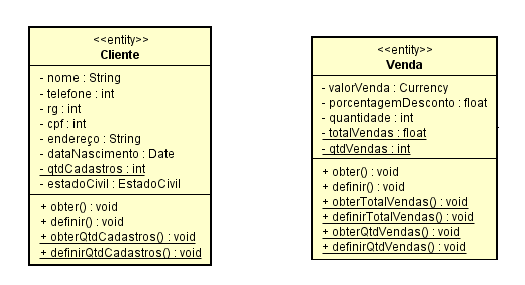 <<entity>>
Cliente
- nome : String
- telefone : int
- rg : int
- cpf : int
- endereço : String
- dataNascimento : Date
- qtdCadastros : int
- estadoCivil : EstadoCivil
+ obter() : void
+ definir() : void
+ obterQtdCadastros() : void
+ definirQtdCadastros() : void
<<entity>>
Venda
- valorVenda : Currency
- porcentagemDesconto : float
- quantidade : int
- totalVendas : float
- qtdVendas : int
+ obter() : void
+ definir() : void
+ obterTotalVendas() : void
+ definirTotalVendas() : void
+ obterQtdVendas() : void
+ definirQtdVendas() : void